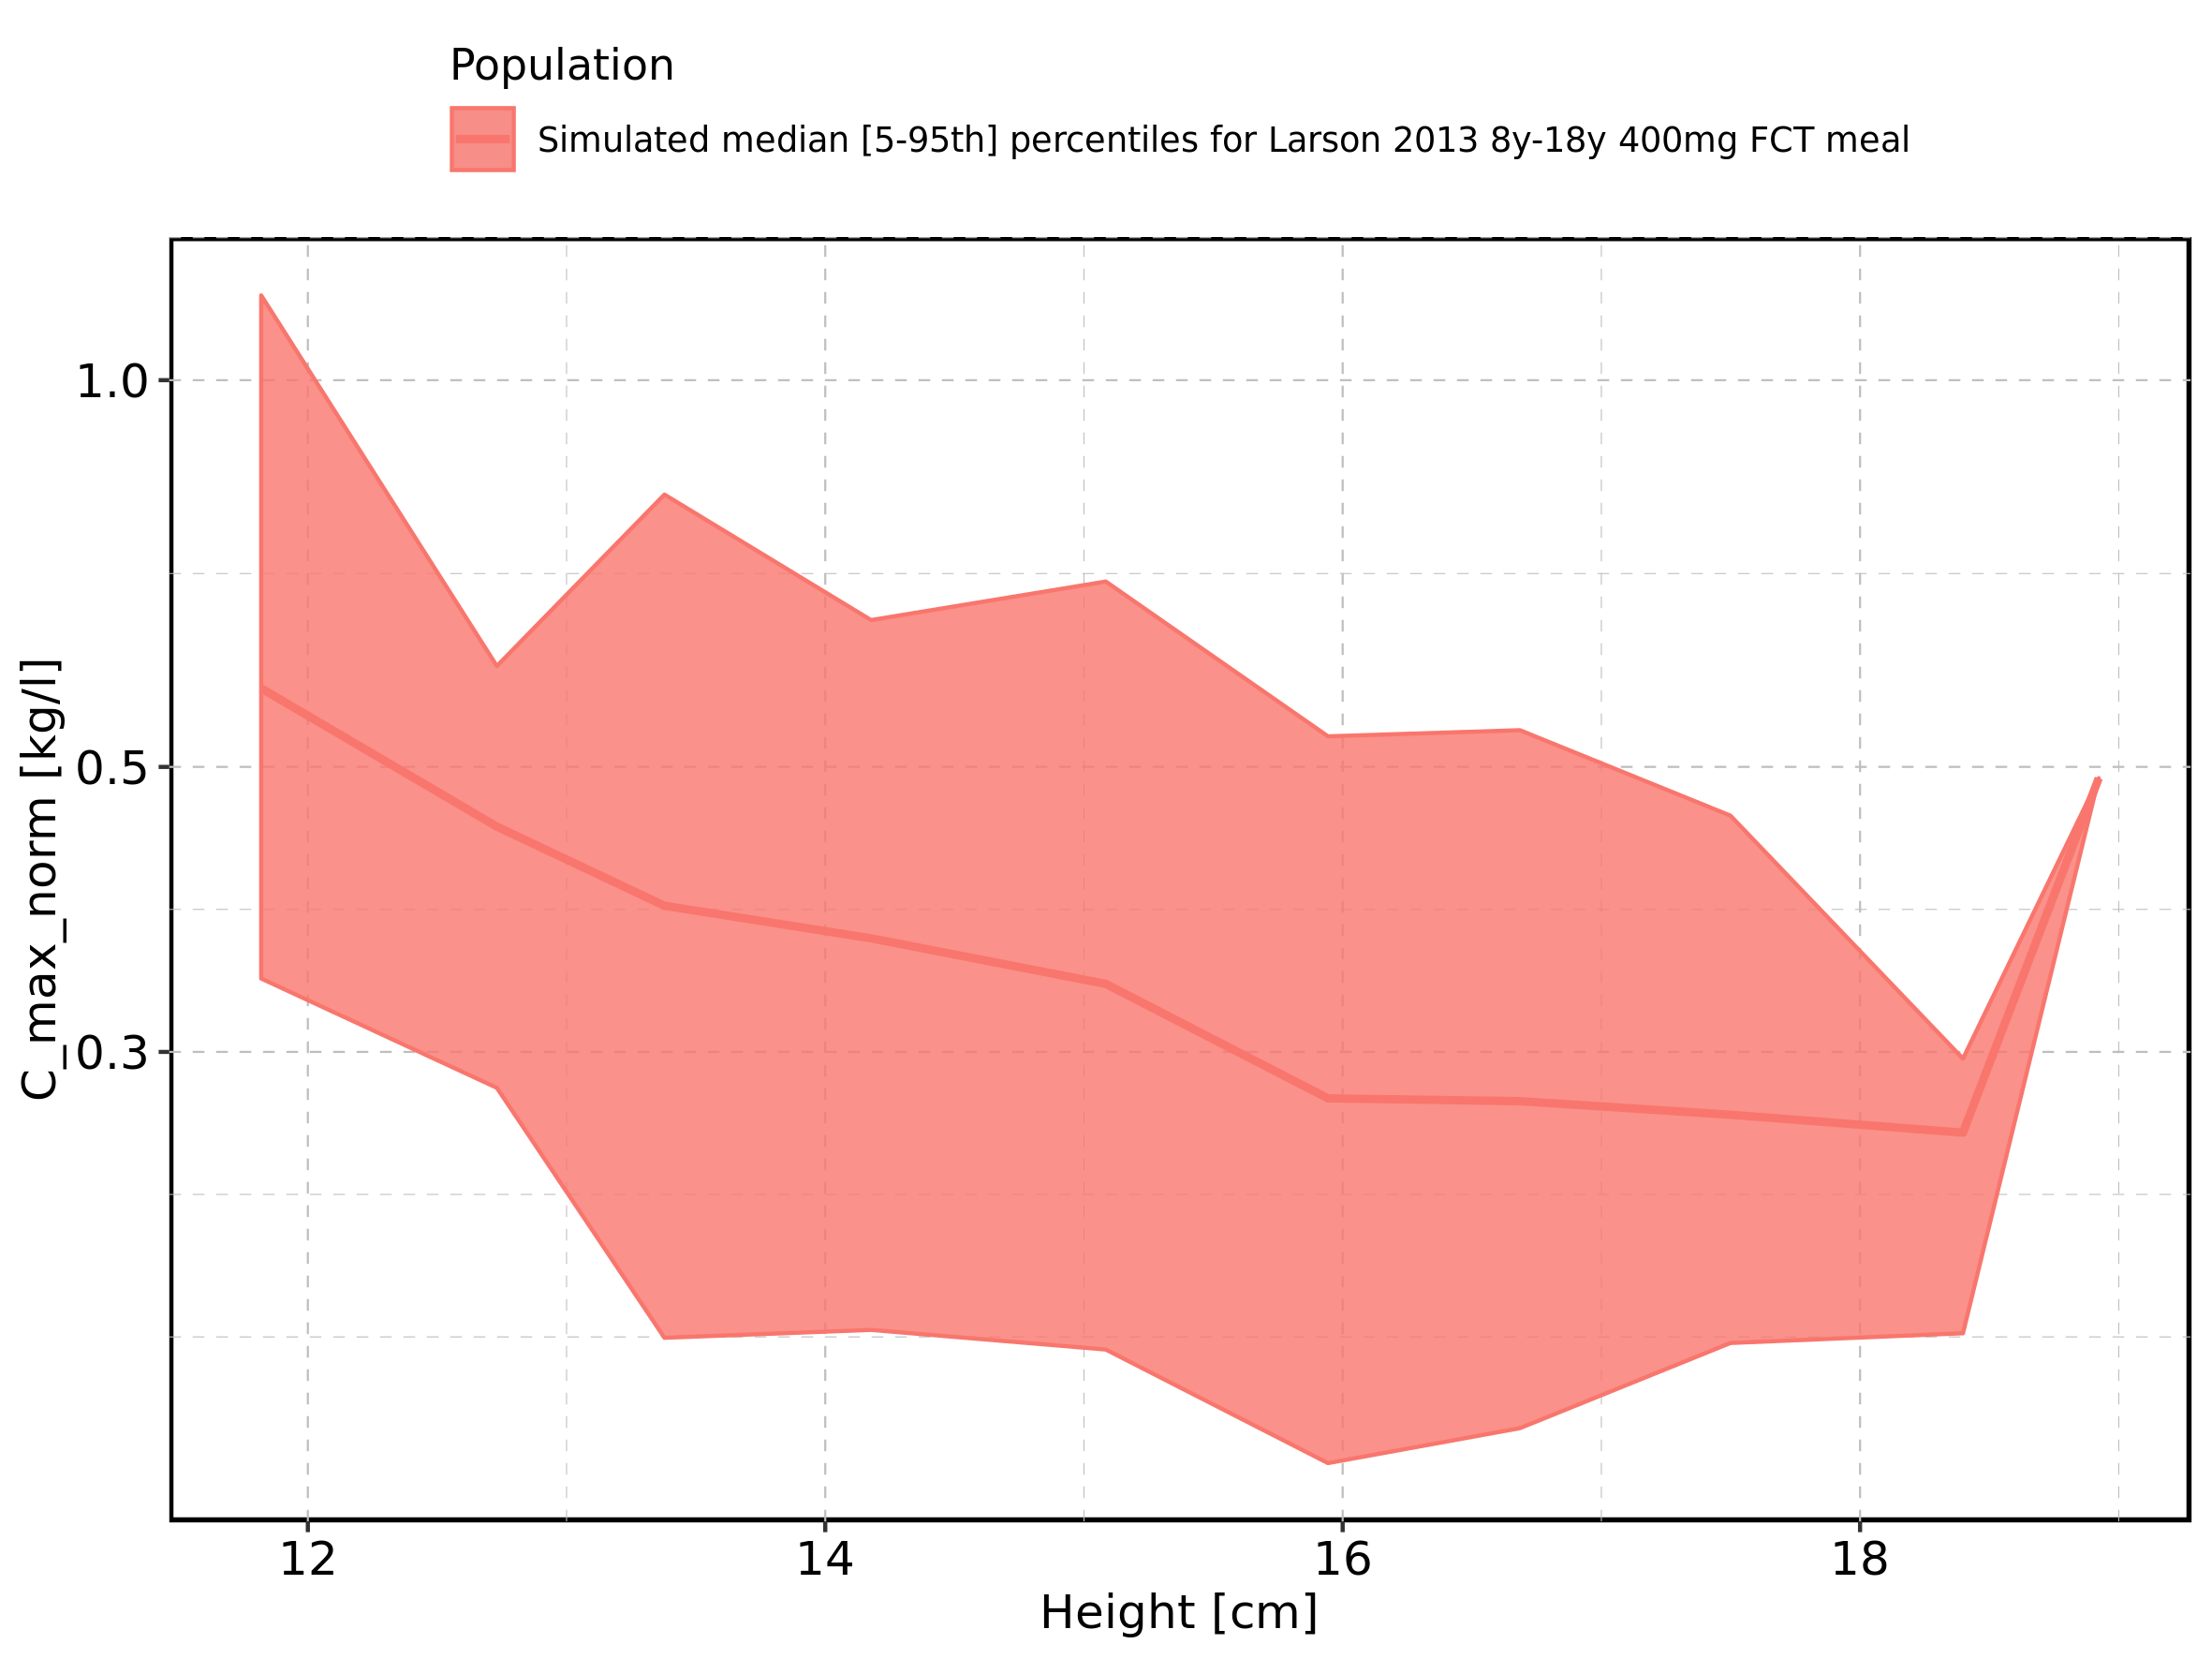 Population
Simulated median [5-95th] percentiles for Larson 2013 8y-18y 400mg FCT meal
C_max_norm [kg/l]
1.0
0.5
0.3
12 14 16 18
Height [cm]